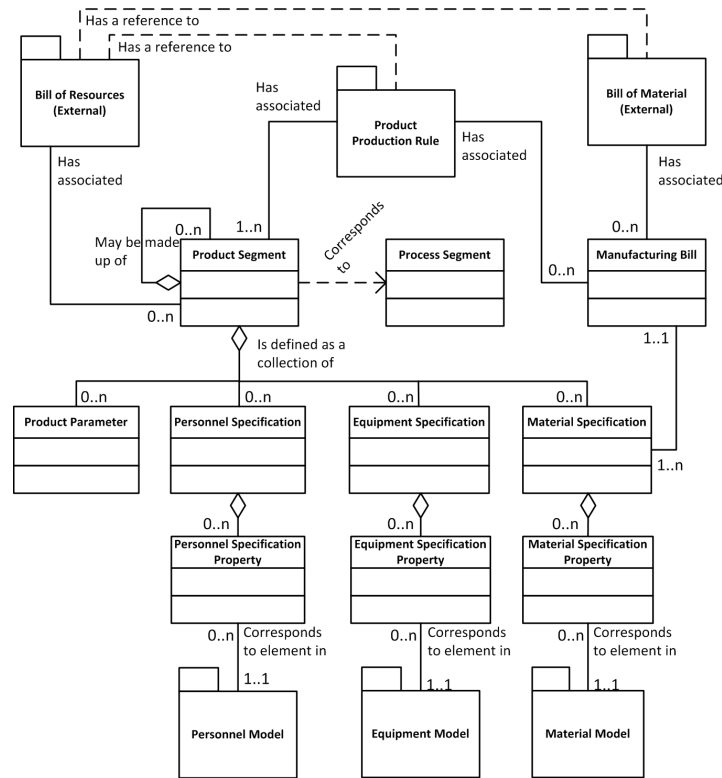 Has a reference to
Has a reference to
Bill of Resources
(External)
Has
associated
Product
Production Rule
Bill of Material
(External)
Has
associated
Has
associated
Has
associated
0..n
1..n
0..n
May be made
up of
Product Segment
Corresponds
to
Process Segment
Manufacturing Bill
0..n
0..n
1..1
Is defined as a
collection of
0..n
0..n
0..n
0..n
Product Parameter
Personnel Specification
Equipment Specification
Material Specification
1..n
0..n
0..n
0..n
Personnel Specification
Property
Equipment Specification
Property
Material Specification
Property
0..n
Corresponds
to element in
0..n
Corresponds
to element in
0..n
Corresponds
to element in
1..1
1..1
1..1
Personnel Model
Equipment Model
Material Model